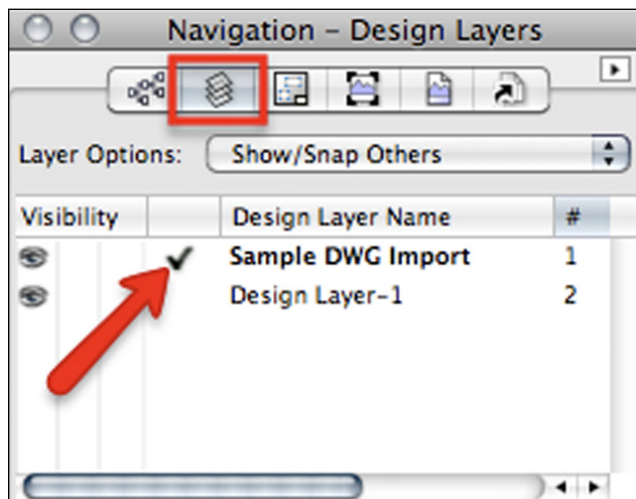 Navigation – Design Layers
Layer Options: Show/Snap Others
Visibility Design Layer Name #
Sample DWG Import 1
Design Layer-1 2